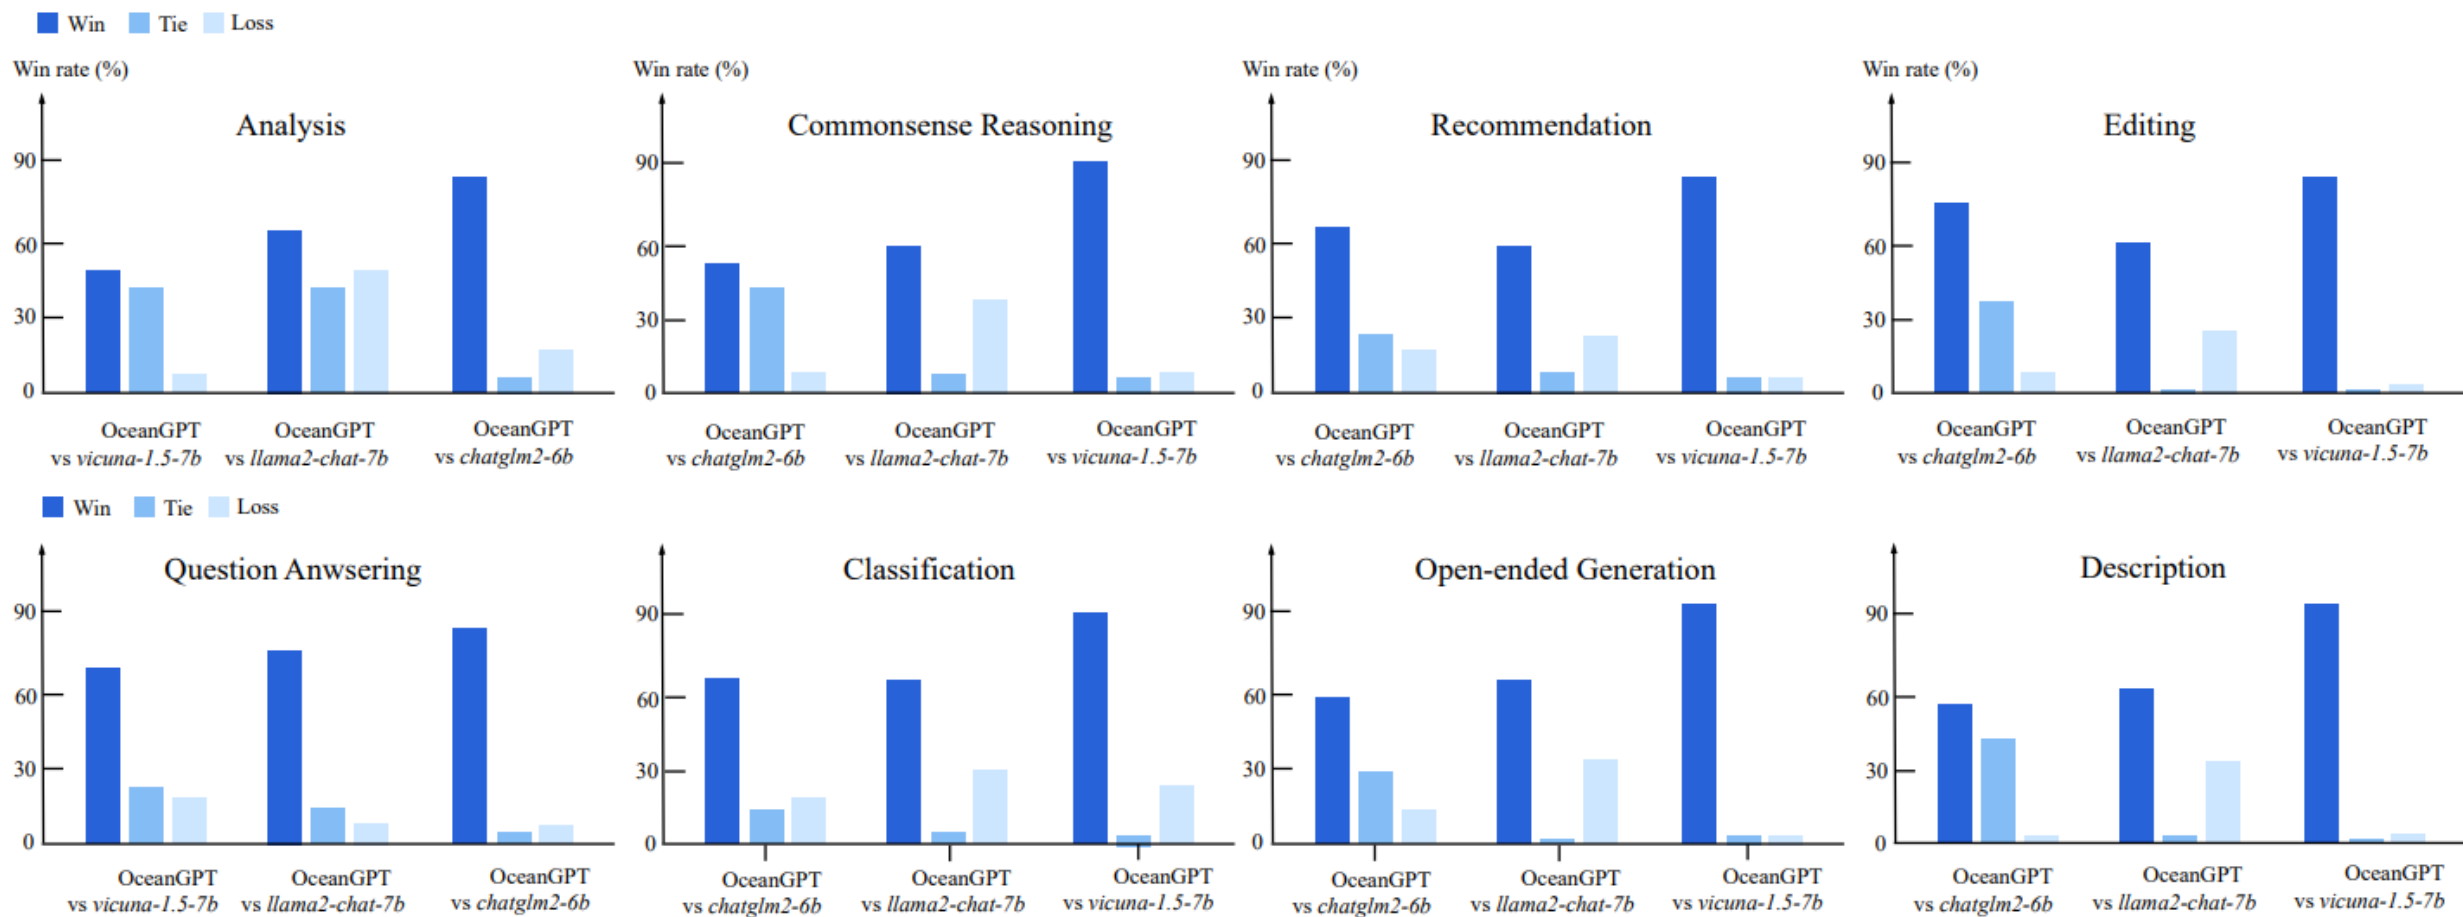 Win Tie Loss
Win rate (%) Win rate (%) Win rate (%) Win rate (%)
Analysis Commonsense Reasoning Recommendation Editing
90 90 90 90
60 60 60 60
30 30 30 30
0 0 0 0
OceanGPT OceanGPT OceanGPT OceanGPT OceanGPT OceanGPT OceanGPT OceanGPT OceanGPT OceanGPT OceanGPT OceanGPT
vs vicuna-1.5-7b vs llama2-chat-7b vs chatglm2-6b vs chatglm2-6b vs llama2-chat-7b vs vicuna-1.5-7b vs chatglm2-6b vs llama2-chat-7b vs vicuna-1.5-7b vs chatglm2-6b vs llama2-chat-7b vs vicuna-1.5-7b
Win Tie Loss
Question Anwsering Classification Open-ended Generation Description
90 90 90 90
60 60 60 60
30 30 30 30
0 0 0 0
OceanGPT OceanGPT OceanGPT OceanGPT OceanGPT OceanGPT OceanGPT OceanGPT OceanGPT OceanGPT OceanGPT OceanGPT
vs vicuna-1.5-7b vs llama2-chat-7b vs chatglm2-6b vs chatglm2-6b vs llama2-chat-7b vs vicuna-1.5-7b vs chatglm2-6b vs llama2-chat-7b vs vicuna-1.5-7b vs chatglm2-6b vs llama2-chat-7b vs vicuna-1.5-7b